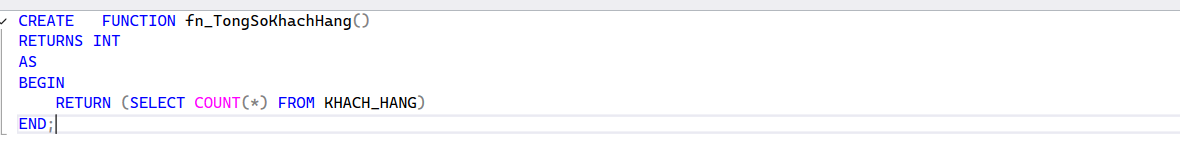 CREATE   FUNCTION fn_TongSoKhachHang()
RETURNS INT
AS
BEGIN
    RETURN (SELECT COUNT(*) FROM KHACH_HANG)
END;